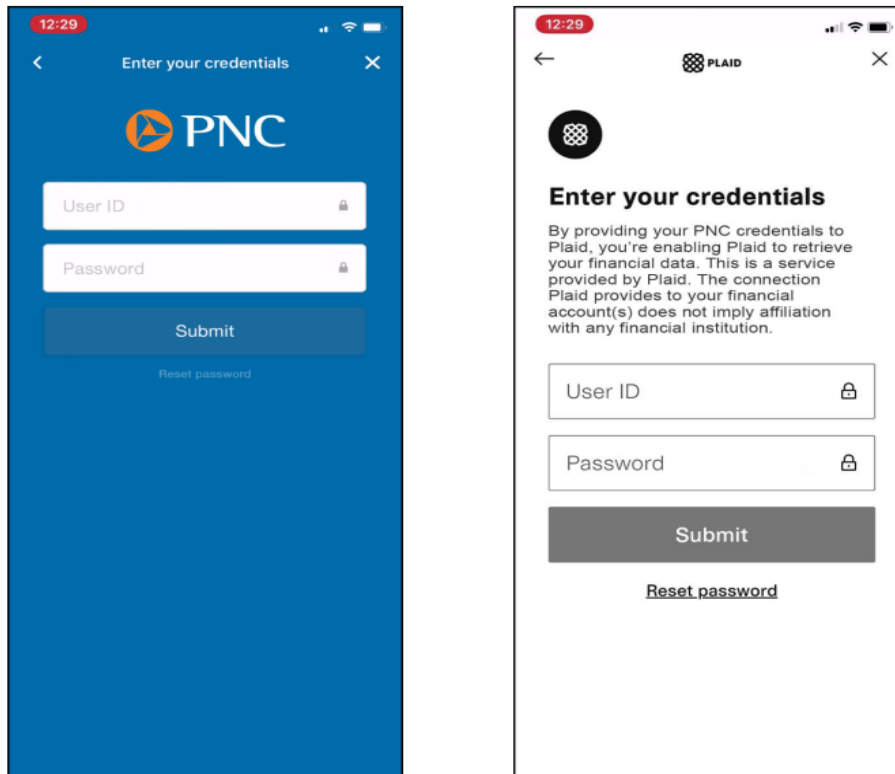 12:29
Enter your credentials
PNC
User ID
Password
Submit
Reset password
12:29
PLAID
Enter your credentials
By providing your PNC credentials to
Plaid, you're enabling Plaid to retrieve
your financial data. This is a service
provided by Plaid. The connection
Plaid provides to your financial
account(s) does not imply affiliation
with any financial institution.
User ID
Password
Submit
Reset password